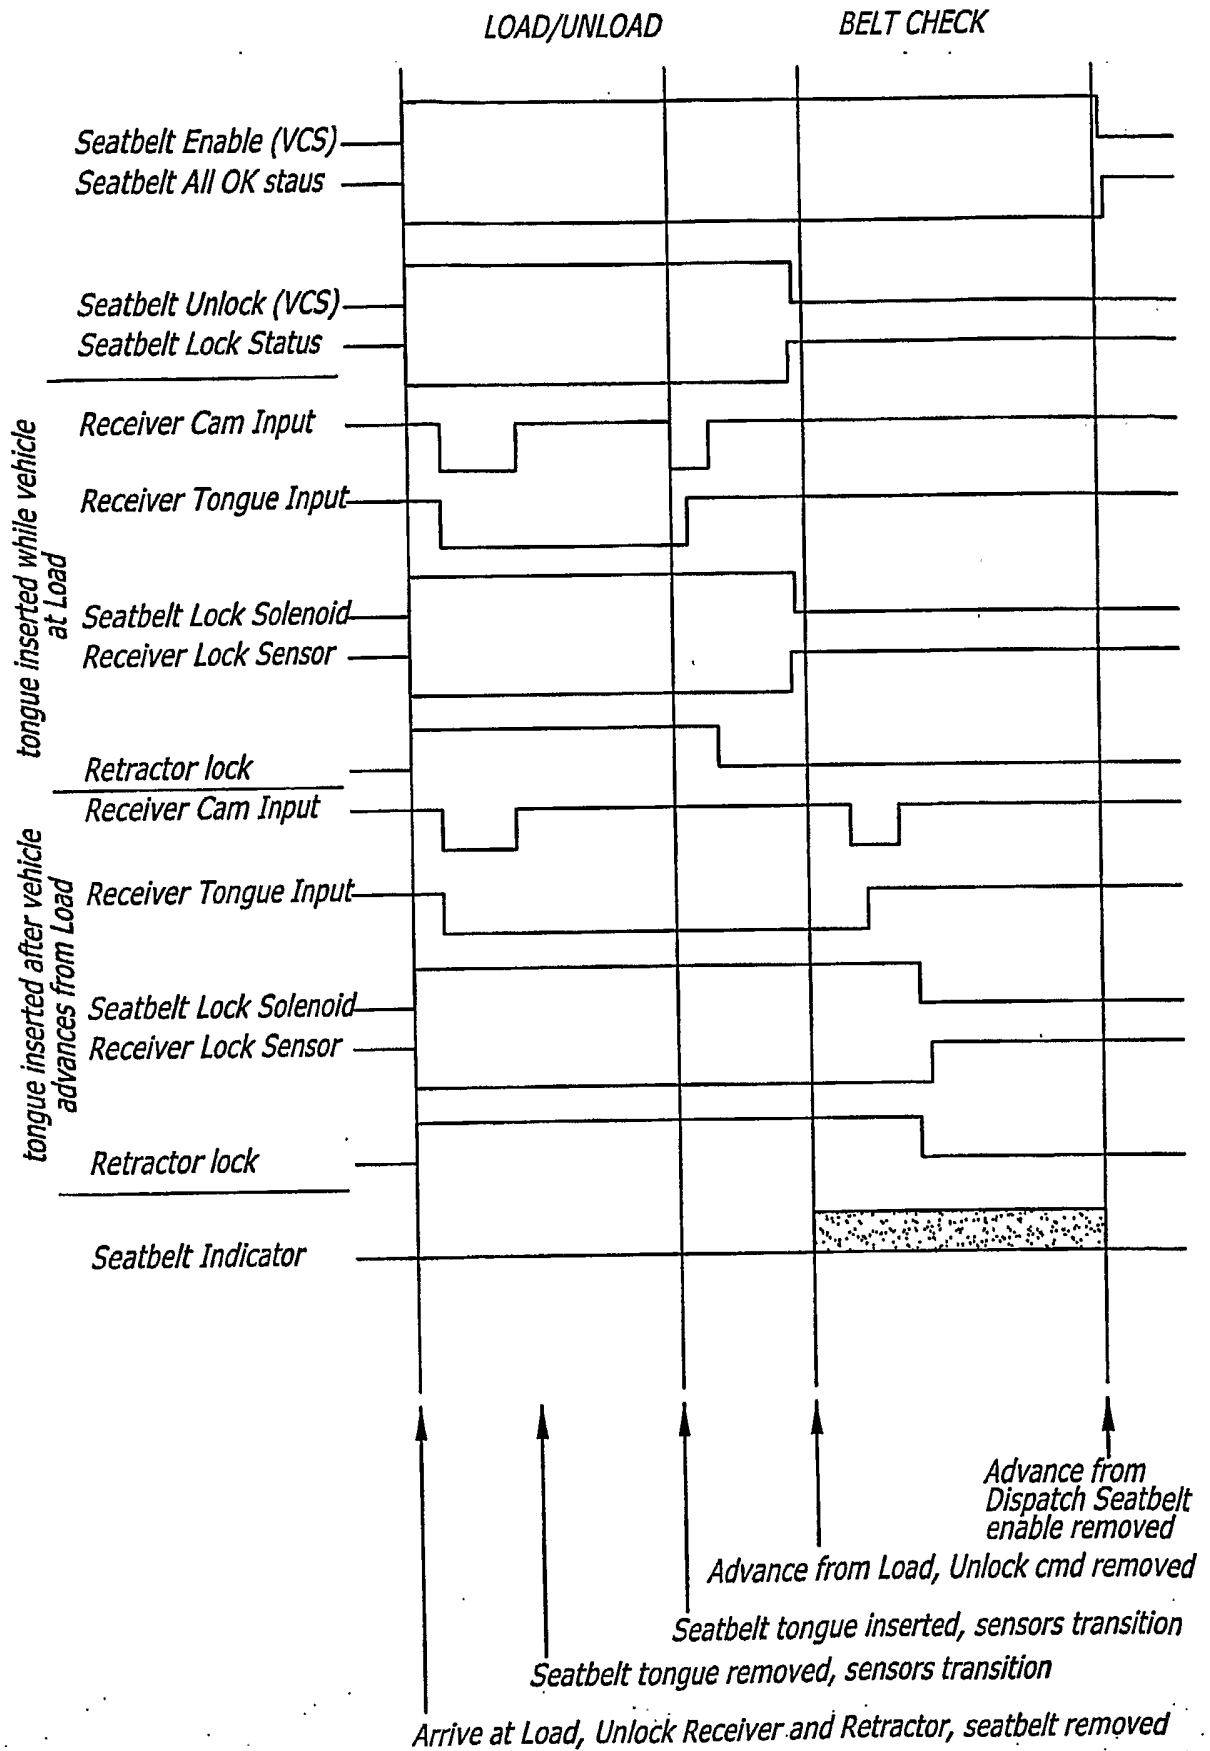 LOAD/UNLOAD
BELT CHECK
Seatbelt Enable (VCS)
Seatbelt All OK staus
Seatbelt Unlock (VCS)
Seatbelt Lock Status
tongue inserted while vehicle
at Load
Receiver Cam Input
Receiver Tongue Input
Seatbelt Lock Solenoid
Receiver Lock Sensor
Retractor lock
tongue inserted after vehicle
advances from Load
Receiver Cam Input
Receiver Tongue Input
Seatbelt Lock Solenoid
Receiver Lock Sensor
Retractor lock
Seatbelt Indicator
Advance from
Dispatch Seatbelt
enable removed
Advance from Load, Unlock cmd removed
Seatbelt tongue inserted, sensors transition
Seatbelt tongue removed, sensors transition
Arrive at Load, Unlock Receiver and Retractor, seatbelt removed